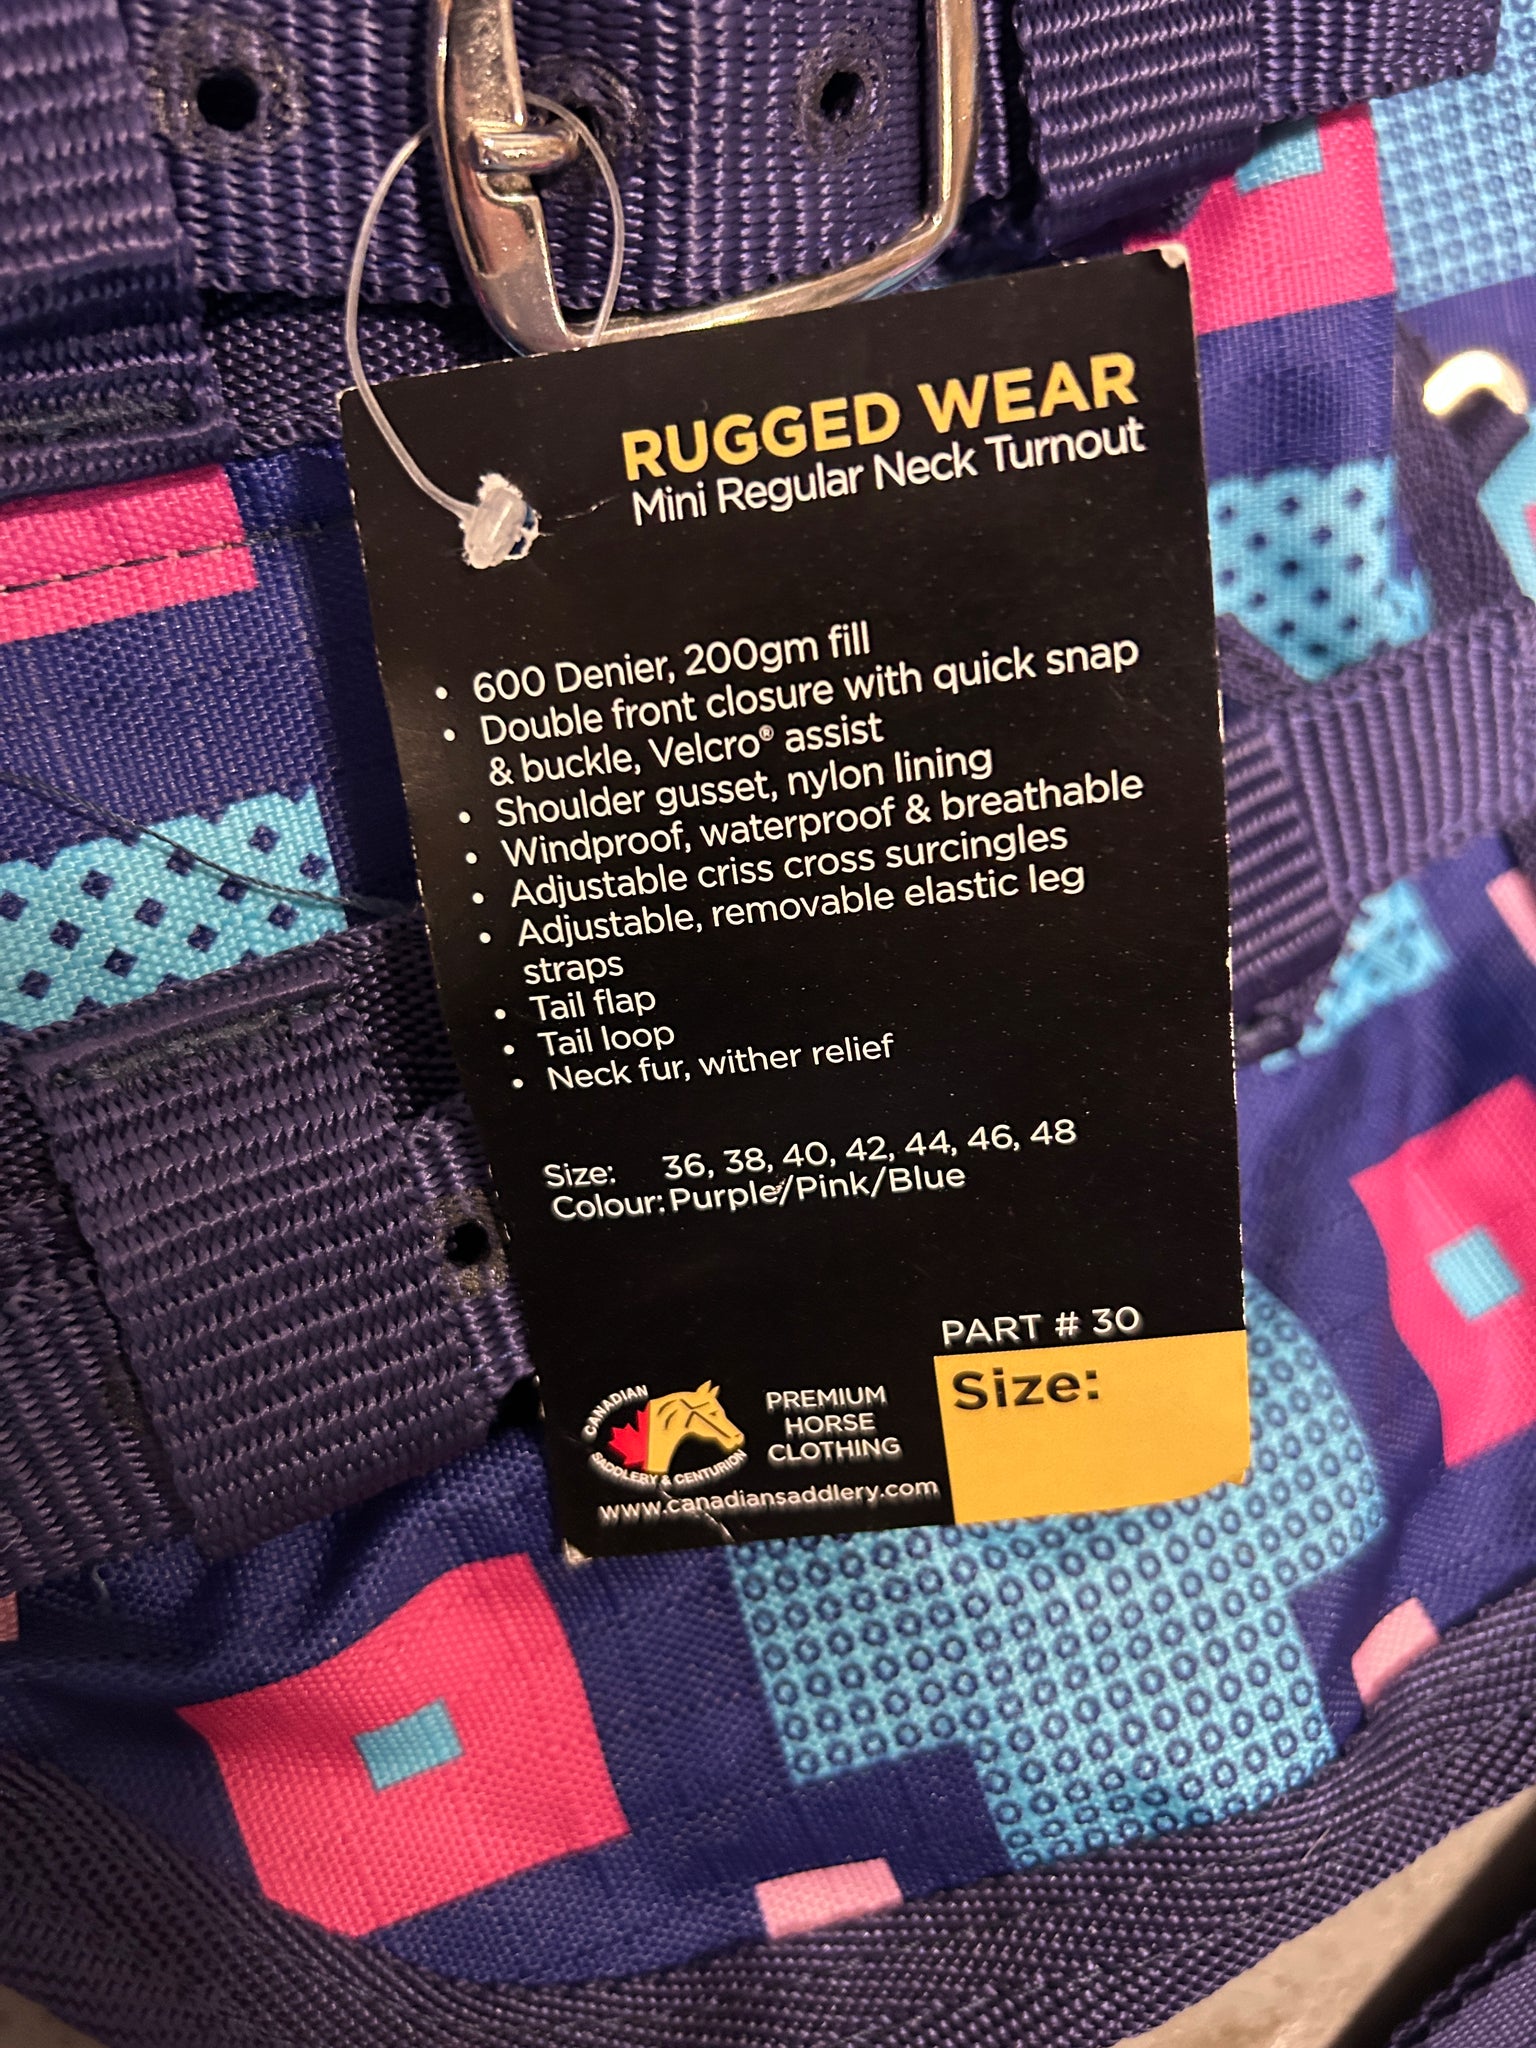 RUGGED WEAR
Mini Regular Neck Turnout
• 600 Denier, 200gm fill
• Double front closure with quick snap
& buckle, Velcro® assist
• Shoulder gusset, nylon lining
• Windproof, waterproof & breathable
• Adjustable criss cross surcingles
• Adjustable, removable elastic leg
straps
• Tail flap
• Tail loop
• Neck fur, wither relief
Size: 36, 38, 40, 42, 44, 46, 48
Colour: Purple/Pink/Blue
PART # 30
Size:
CANADIAN
SADDLERY & CENTURION
PREMIUM
HORSE
CLOTHING
www.canadiansaddlery.com